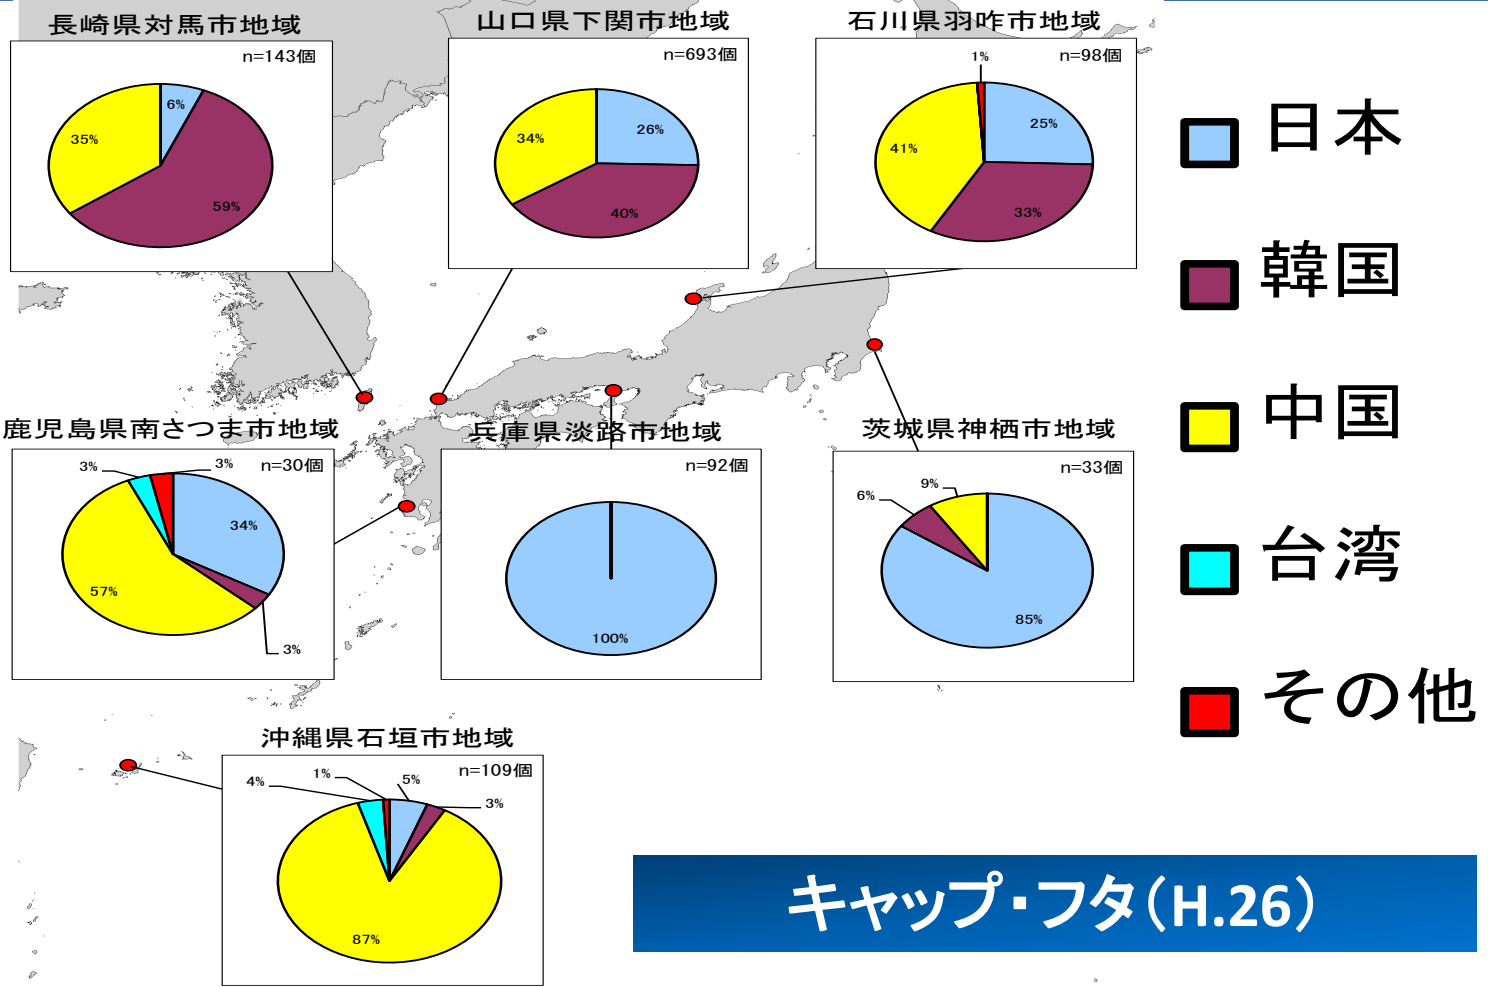 長崎県対馬市地域
n=143個
6%
35%
59%
山口県下関市地域
n=693個
26%
34%
40%
石川県羽咋市地域
n=98個
1%
25%
41%
33%
日本
韓国
中国
台湾
その他
鹿児島県南さつま市地域
n=30個
3%
3%
34%
57%
3%
兵庫県淡路市地域
n=92個
100%
茨城県神栖市地域
n=33個
9%
6%
85%
沖縄県石垣市地域
n=109個
4%
1%
5%
3%
87%
キャップ・フタ(H.26)